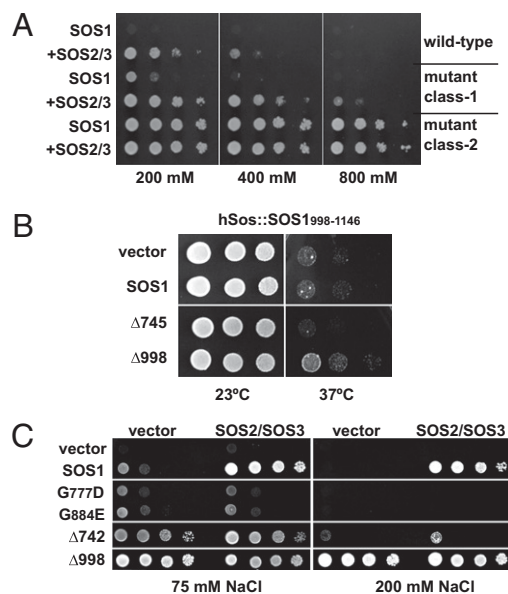 A
SOS1
+SOS2/3
wild-type
SOS1
+SOS2/3
mutant
class-1
SOS1
+SOS2/3
mutant
class-2
200 mM 400 mM 800 mM
B
hSos::SOS1998-1146
vector
SOS1
Δ745
Δ998
23ºC 37ºC
C
vector SOS2/SOS3 vector SOS2/SOS3
vector
SOS1
G777D
G884E
Δ742
Δ998
75 mM NaCl 200 mM NaCl